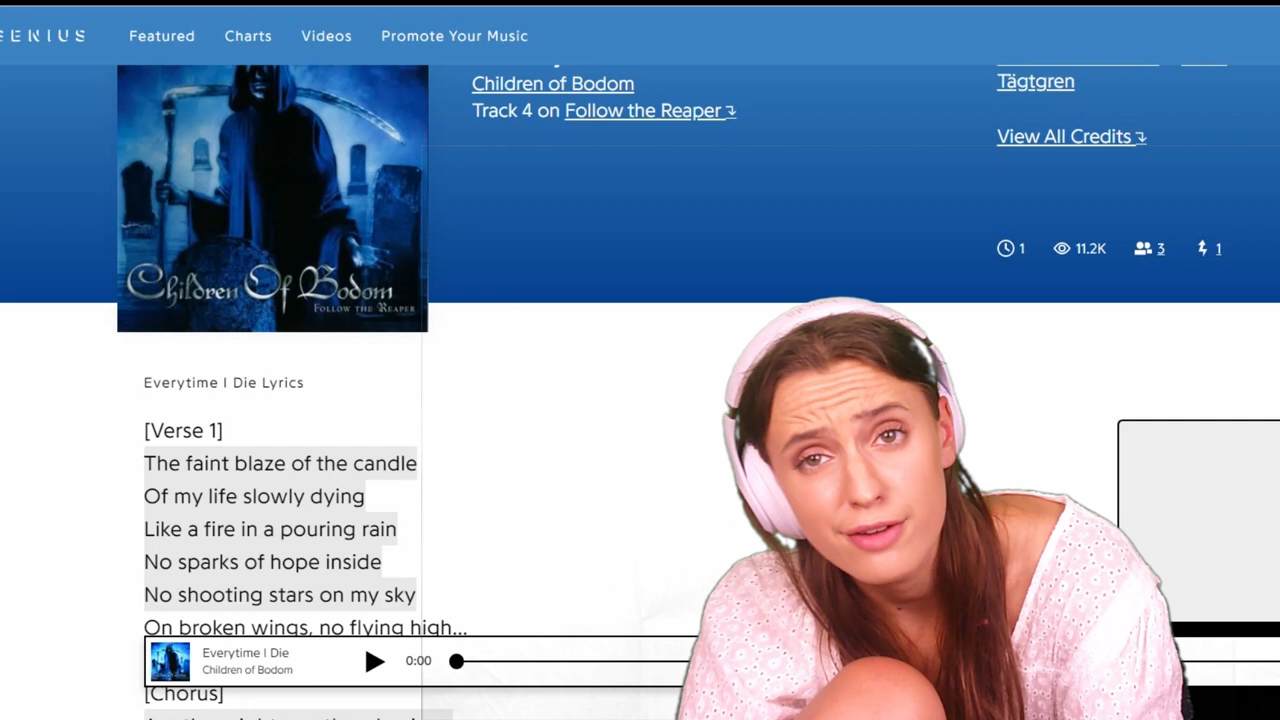 GENIUS
Featured
Charts
Videos
Promote Your Music
Children of Bodom
Track 4 on Follow the Reaper
Tägtgren
View All Credits
1
11.2K
3
1
Children Of Bodom
Follow the Reaper
Everytime I Die Lyrics
[Verse 1]
The faint blaze of the candle
Of my life slowly dying
Like a fire in a pouring rain
No sparks of hope inside
No shooting stars on my sky
On broken wings, no flying high...
Everytime I Die
Children of Bodom
0:00
[Chorus]